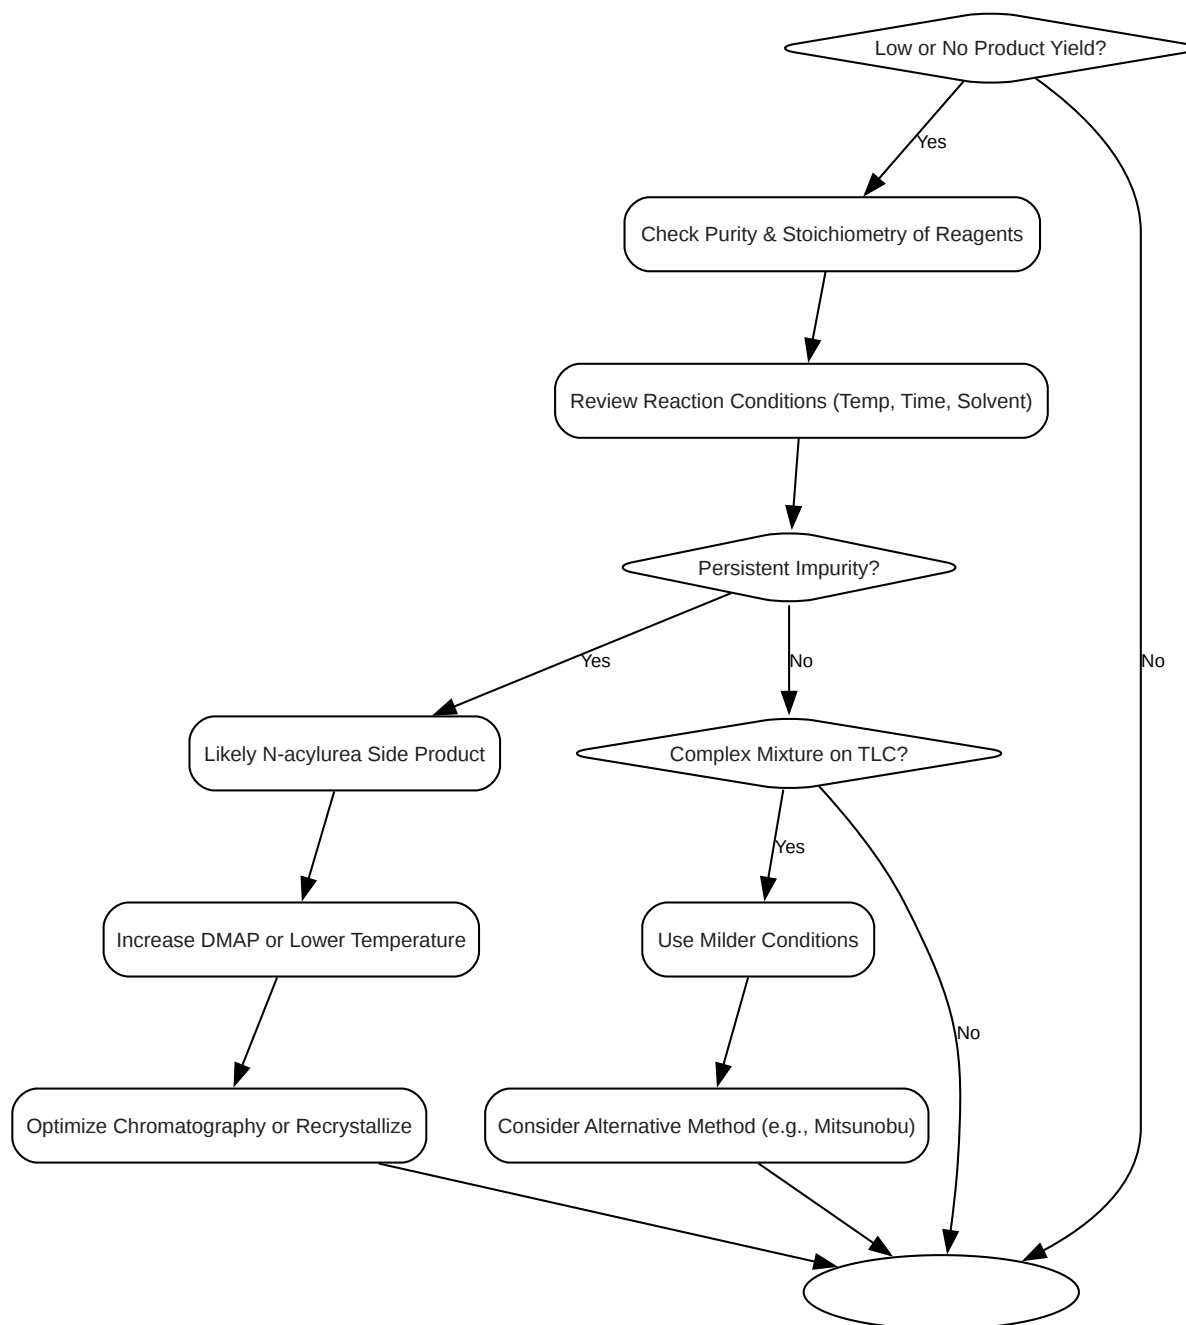 Low or No Product Yield?
Yes
Check Purity & Stoichiometry of Reagents
Review Reaction Conditions (Temp, Time, Solvent)
Persistent Impurity?
Yes
No
No
Likely N-acylurea Side Product
Complex Mixture on TLC?
Yes
Increase DMAP or Lower Temperature
Use Milder Conditions
No
Optimize Chromatography or Recrystallize
Consider Alternative Method (e.g., Mitsunobu)